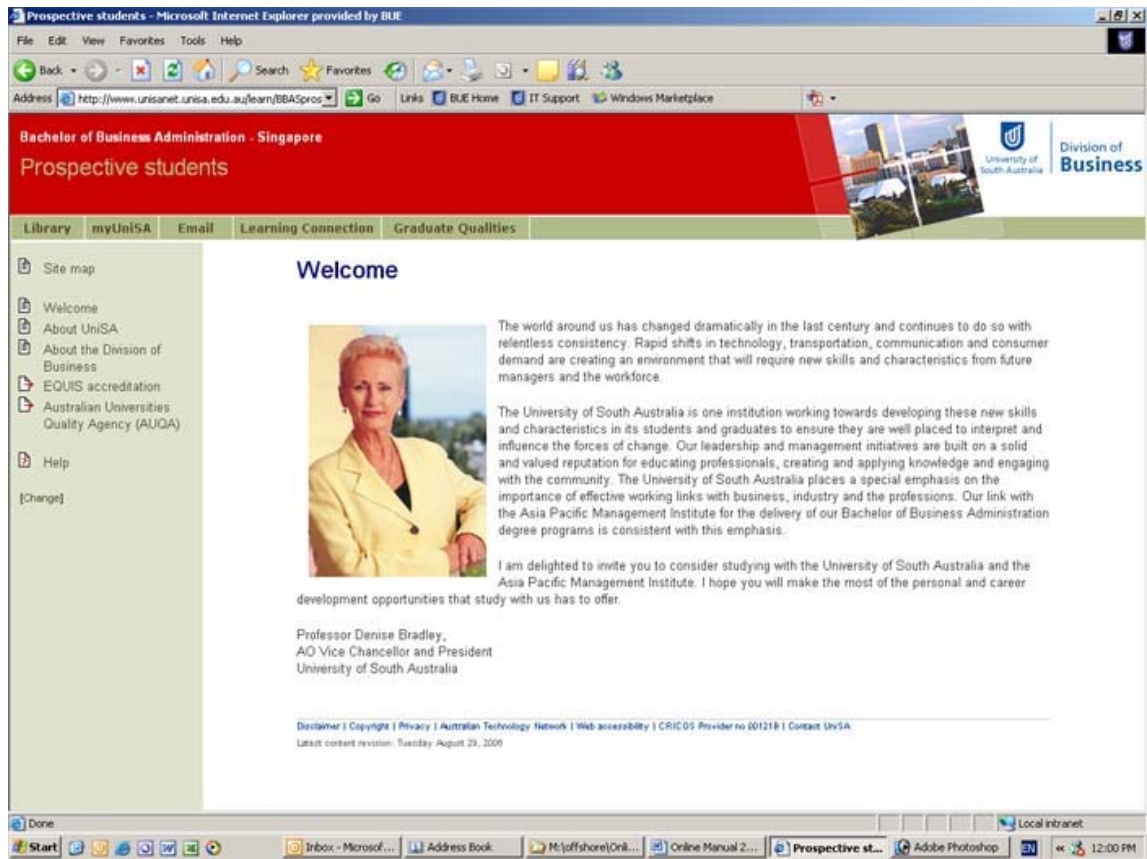 Prospective students - Microsoft Internet Explorer provided by BUE
File Edit View Favorites Tools Help
Back Search Favorites
Address http://www.unisanet.unisa.edu.au/learn/BBASpros Go Links BUE Home IT Support Windows Marketplace
Bachelor of Business Administration - Singapore
Prospective students
University of
South Australia
Division of
Business
Library myUniSA Email Learning Connection Graduate Qualities
Site map
Welcome
About UniSA
About the Division of
Business
EQUIS accreditation
Australian Universities
Quality Agency (AUQA)
Help
[Change]
Welcome
The world around us has changed dramatically in the last century and continues to do so with
relentless consistency. Rapid shifts in technology, transportation, communication and consumer
demand are creating an environment that will require new skills and characteristics from future
managers and the workforce.
The University of South Australia is one institution working towards developing these new skills
and characteristics in its students and graduates to ensure they are well placed to interpret and
influence the forces of change. Our leadership and management initiatives are built on a solid
and valued reputation for educating professionals, creating and applying knowledge and engaging
with the community. The University of South Australia places a special emphasis on the
importance of effective working links with business, industry and the professions. Our link with
the Asia Pacific Management Institute for the delivery of our Bachelor of Business Administration
degree programs is consistent with this emphasis.
I am delighted to invite you to consider studying with the University of South Australia and the
Asia Pacific Management Institute. I hope you will make the most of the personal and career
development opportunities that study with us has to offer.
Professor Denise Bradley,
AO Vice Chancellor and President
University of South Australia
Disclaimer | Copyright | Privacy | Australian Technology Network | Web accessibility | CRICOS Provider no 00121B | Contact UniSA
Latest content revision: Tuesday August 29, 2006
Done Local intranet
Start Inbox - Microsof... Address Book M:\offshore\Onli... Online Manual 2... Prospective st... Adobe Photoshop EN 12:00 PM